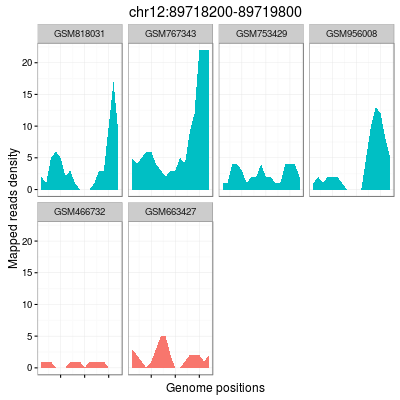 chr12:89718200-89719800
GSM818031 GSM767343 GSM753429 GSM956008
20
15
10
5
0
GSM466732 GSM663427
20
15
10
5
0
Mapped reads density
Genome positions